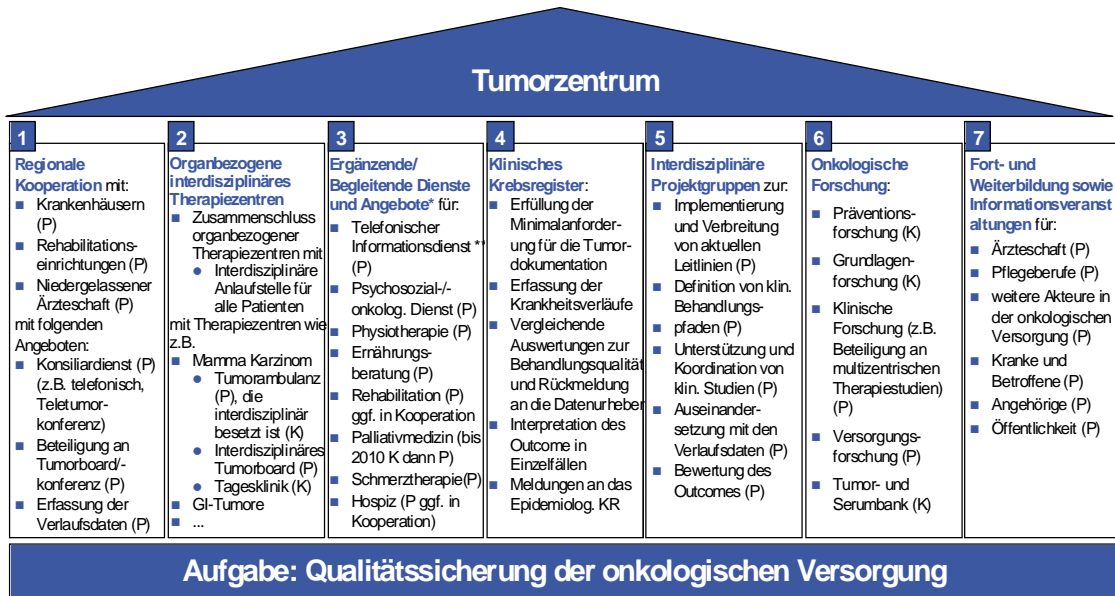 Tumorzentrum
1
Regionale
Kooperation mit:
Krankenhäusern
(P)
Rehabilitations-
einrichtungen (P)
Niedergelassener
Ärzteschaft (P)
mit folgenden
Angeboten:
Konsiliardienst (P)
(z.B. telefonisch,
Teletumor-
konferenz)
Beteiligung an
Tumorboard/-
konferenz (P)
Erfassung der
Verlaufsdaten (P)
2
Organbezogene
interdisziplinäres
Therapiezentren
Zusammenschluss
organbezogener
Therapiezentren mit
Interdisziplinäre
Anlaufstelle für
alle Patienten
mit Therapiezentren wie
z.B.
Mamma Karzinom
Tumorambulanz
(P), die
interdisziplinär
besetzt ist (K)
Interdisziplinäres
Tumorboard (P)
Tagesklinik (K)
GI-Tumore
...
3
Ergänzende/
Begleitende Dienste
und Angebote* für:
Telefonischer
Informationsdienst **
(P)
Psychosozial-/-
onkolog. Dienst (P)
Physiotherapie (P)
Ernährungs-
beratung (P)
Rehabilitation (P)
ggf. in Kooperation
Palliativmedizin (bis
2010 K dann P)
Schmerztherapie(P)
Hospiz (P ggf. in
Kooperation)
4
Klinisches
Krebsregister:
Erfüllung der
Minimalanforder-
ung für die Tumor-
dokumentation
Erfassung der
Krankheitsverläufe
Vergleichende
Auswertungen zur
Behandlungsqualität
und Rückmeldung
an die Datenurheber
Interpretation des
Outcome in
Einzelfällen
Meldungen an das
Epidemiolog. KR
5
Interdisziplinäre
Projektgruppen zur:
Implementierung
und Verbreitung
von aktuellen
Leitlinien (P)
Definition von klin.
Behandlungs-
pfaden (P)
Unterstützung und
Koordination von
klin. Studien (P)
Auseinander-
setzung mit den
Verlaufsdaten (P)
Bewertung des
Outcomes (P)
6
Onkologische
Forschung:
Präventions-
forschung (K)
Grundlagen-
forschung (K)
Klinische
Forschung (z.B.
Beteiligung an
multizentrischen
Therapiestudien)
(P)
Versorgungs-
forschung (P)
Tumor- und
Serumbank (K)
7
Fort- und
Weiterbildung sowie
Informationsveranst
altungen für:
Ärzteschaft (P)
Pflegeberufe (P)
weitere Akteure in
der onkologischen
Versorgung (P)
Kranke und
Betroffene (P)
Angehörige (P)
Öffentlichkeit (P)
Aufgabe: Qualitätssicherung der onkologischen Versorgung